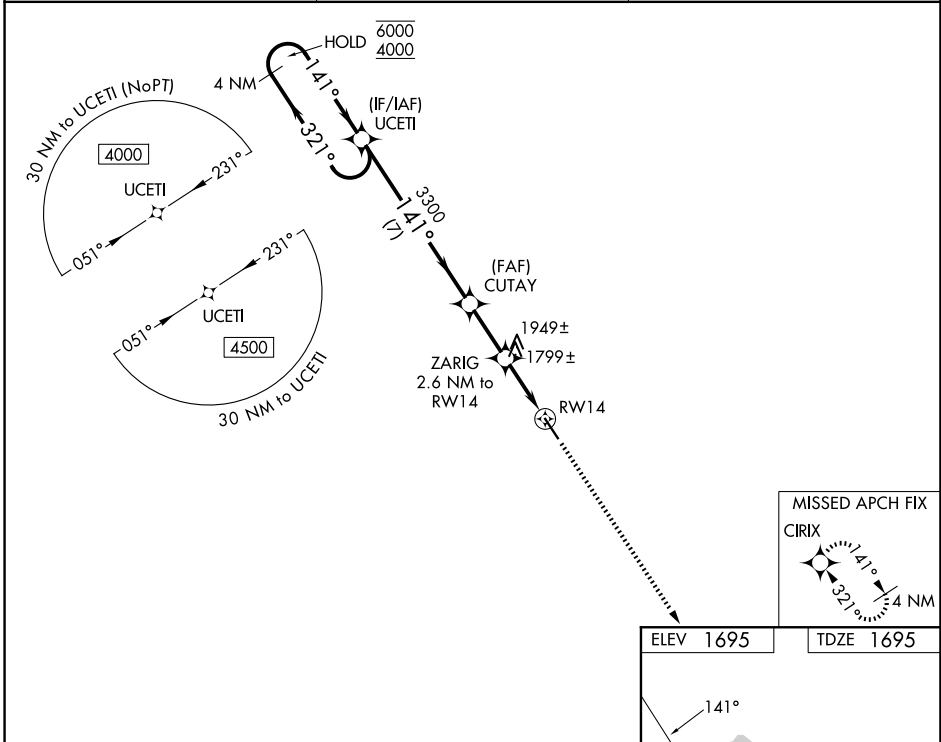 HOLD
6000
4000
4 NM
141°
321°
(IF/IAF)
UCETI
30 NM to UCETI (NoPT)
4000
UCETI
231°
051°
3300
141°
(7)
231°
UCETI
051°
4500
30 NM to UCETI
(FAF)
CUTAY
1949±
1799±
ZARIG
2.6 NM to
RW14
RW14
MISSED APCH FIX
CIRIX
141°
321°
4 NM
ELEV 1695
TDZE 1695
141°